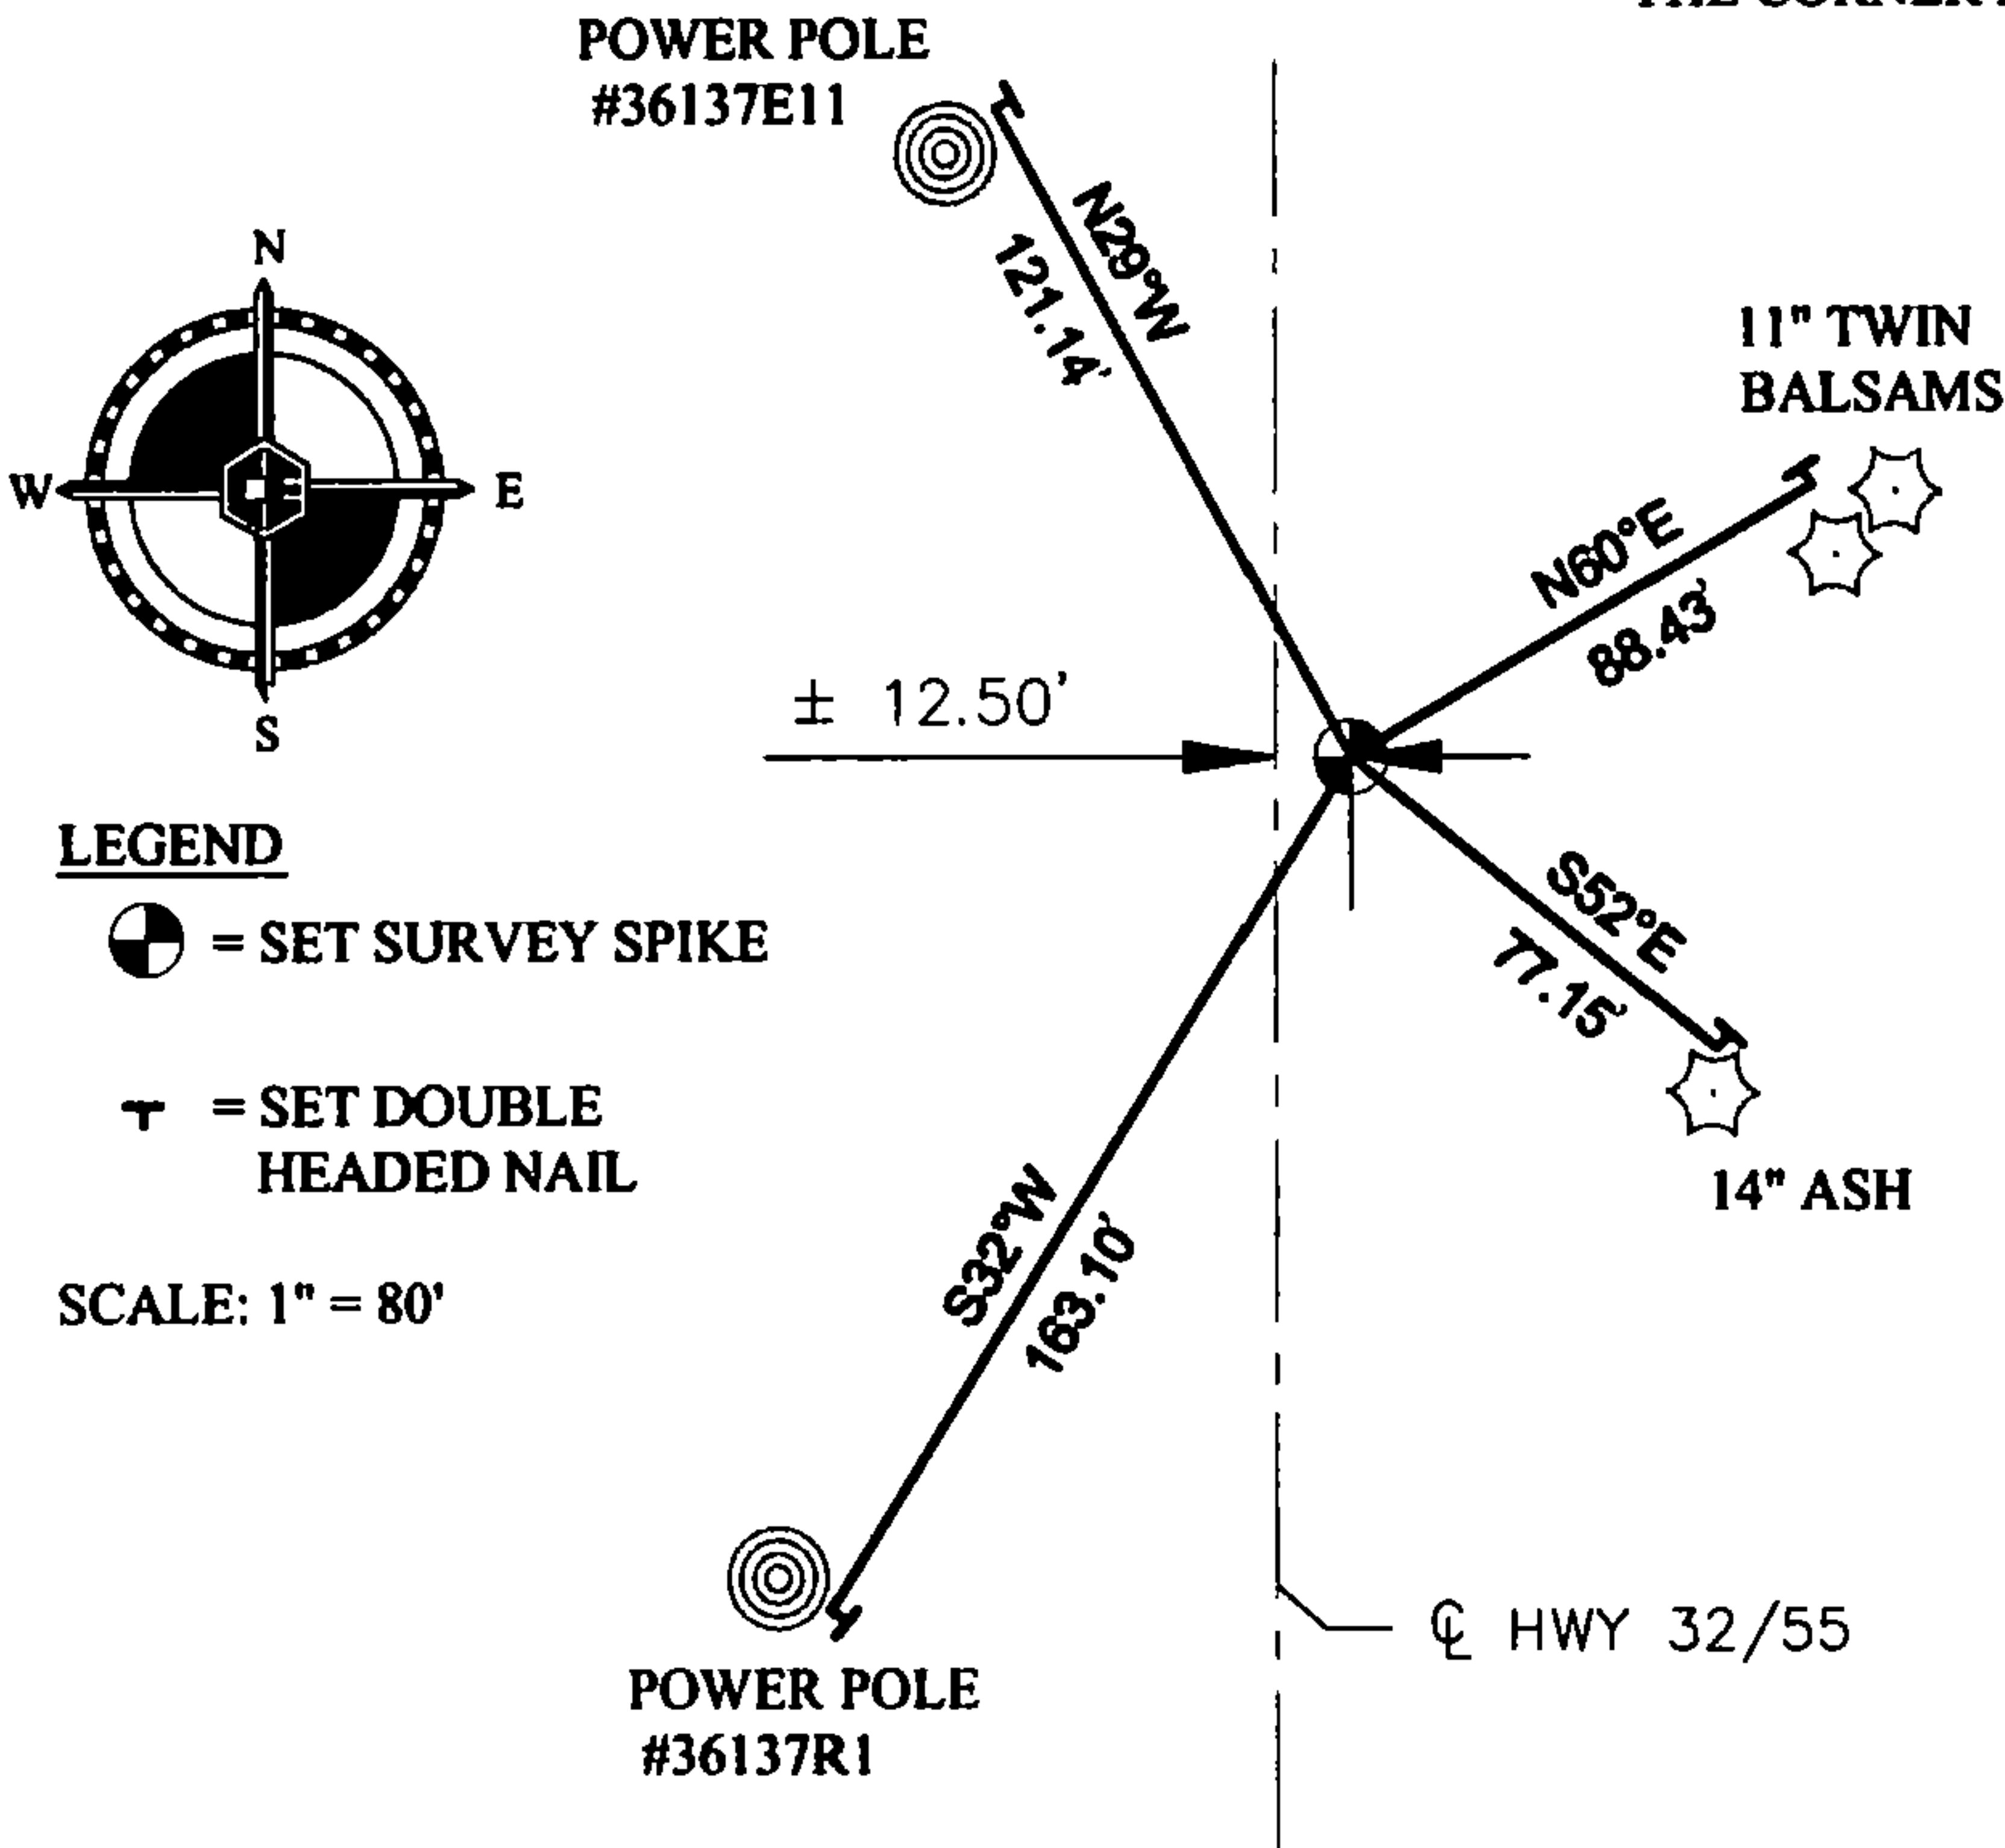 POWER POLE
#36137E11
N29°W
121.14'
N
W
E
S
11" TWIN
BALSAMS
N60°E
88.43'
± 12.50'
LEGEND
= SET SURVEY SPIKE
= SET DOUBLE
HEADED NAIL
SCALE: 1" = 80'
S52°E
77.15'
14" ASH
S32°W
163.10'
POWER POLE
#36137R1
℄ HWY 32/55